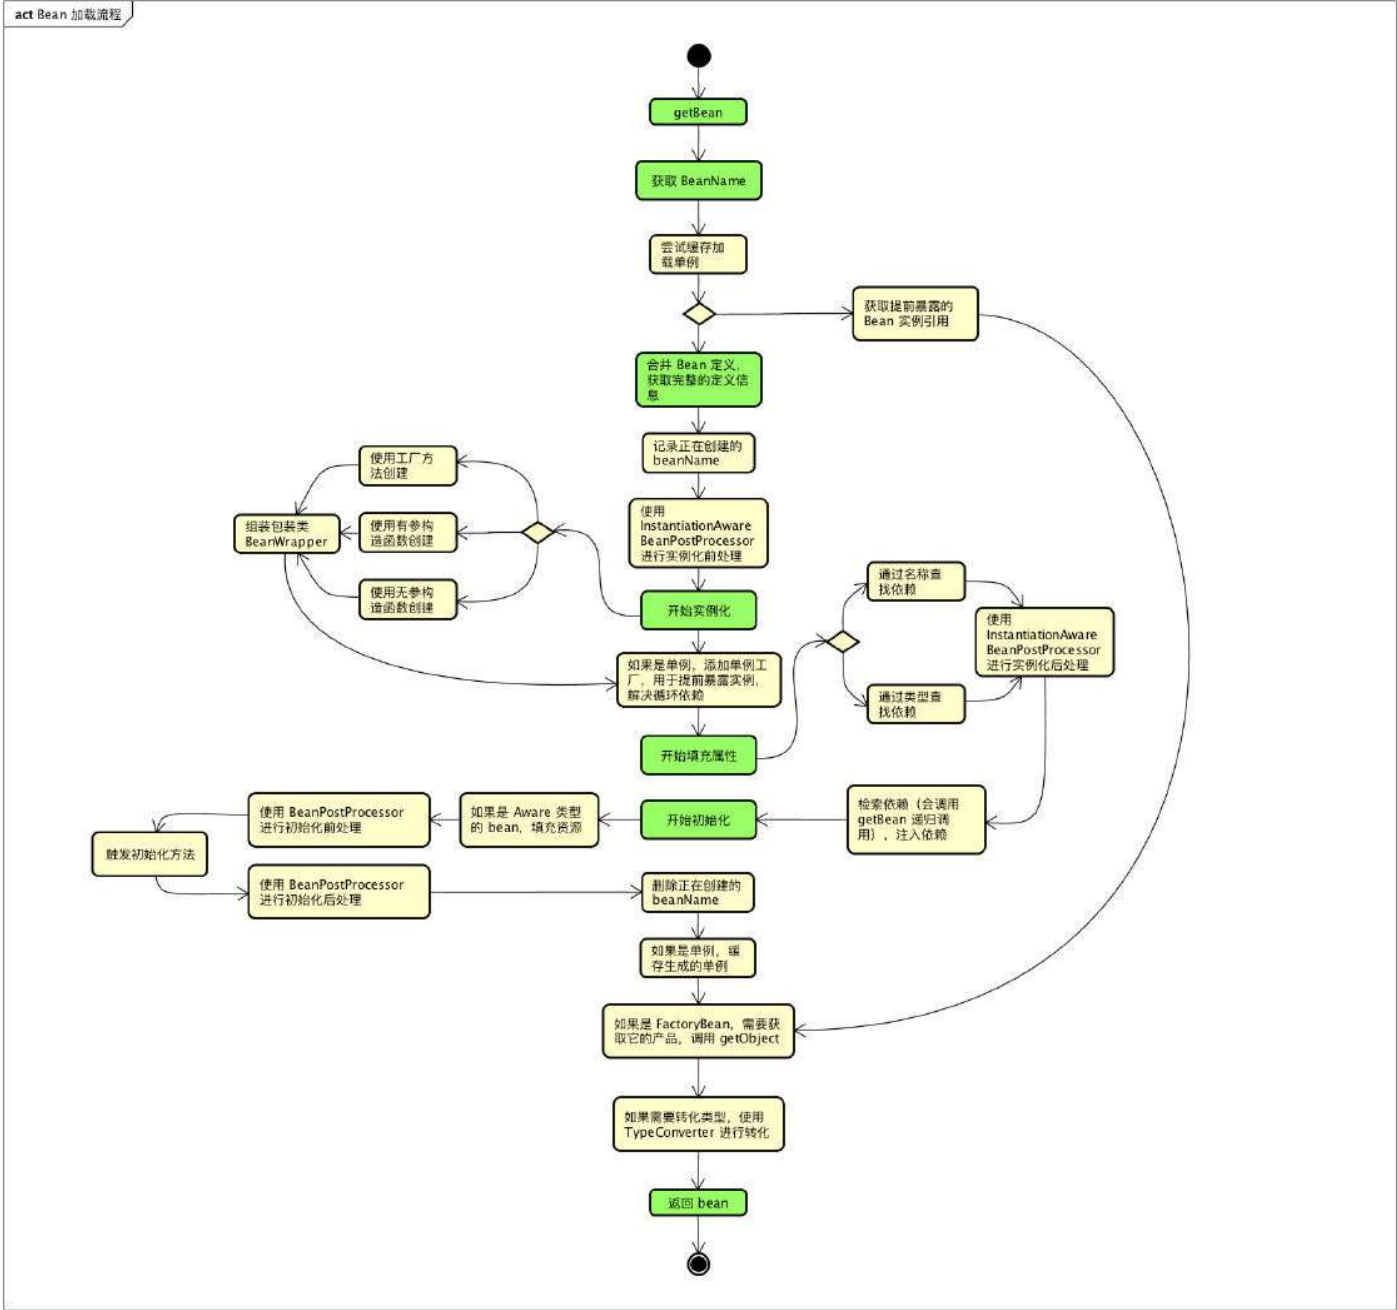 act Bean 加载流程
getBean
获取 BeanName
尝试缓存加
载单例
获取提前暴露的
Bean 实例引用
合并 Bean 定义，
获取完整的定义信
息
记录正在创建的
beanName
使用工厂方
法创建
使用
InstantiationAware
BeanPostProcessor
进行实例化前处理
组装包装类
BeanWrapper
使用有参构
造函数创建
使用无参构
造函数创建
开始实例化
通过名称查
找依赖
使用
InstantiationAware
BeanPostProcessor
进行实例化后处理
如果是单例，添加单例工
厂，用于提前暴露实例，
解决循环依赖
通过类型查
找依赖
开始填充属性
检索依赖（会调用
getBean 递归调
用），注入依赖
开始初始化
如果是 Aware 类型
的 bean，填充资源
使用 BeanPostProcessor
进行初始化前处理
触发初始化方法
使用 BeanPostProcessor
进行初始化后处理
删除正在创建的
beanName
如果是单例，缓
存生成的单例
如果是 FactoryBean，需要获
取它的产品，调用 getObject
如果需要转化类型，使用
TypeConverter 进行转化
返回 bean